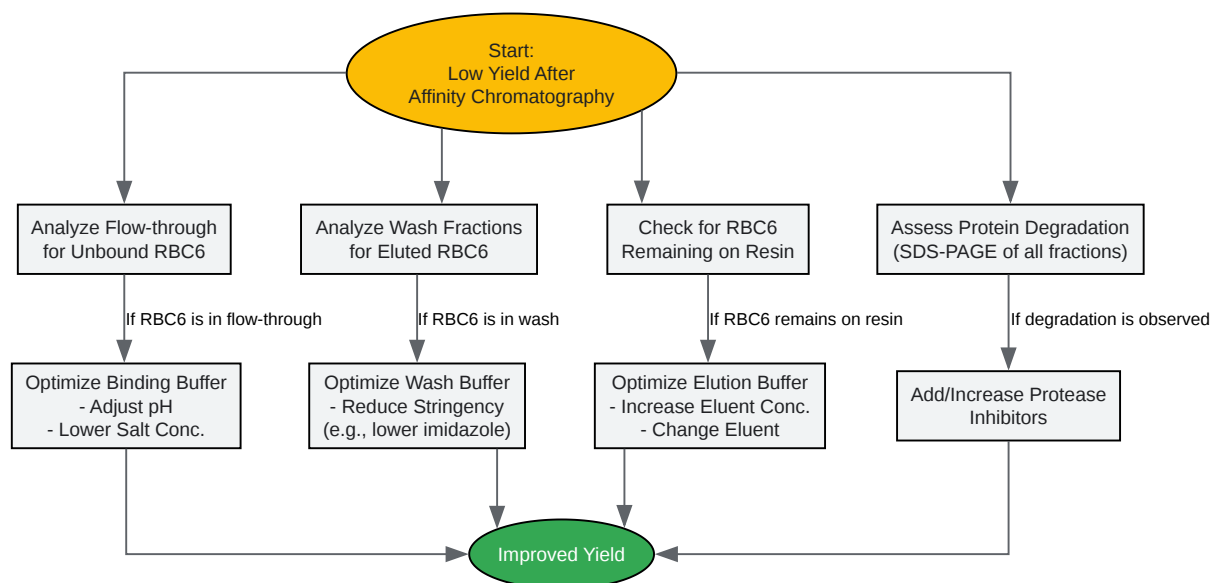 Start:
Low Yield After
Affinity Chromatography
Analyze Flow-through
for Unbound RBC6
Analyze Wash Fractions
for Eluted RBC6
Check for RBC6
Remaining on Resin
Assess Protein Degradation
(SDS-PAGE of all fractions)
If RBC6 is in flow-through
If RBC6 is in wash
If RBC6 remains on resin
If degradation is observed
Optimize Binding Buffer
- Adjust pH
- Lower Salt Conc.
Optimize Wash Buffer
- Reduce Stringency
(e.g., lower imidazole)
Optimize Elution Buffer
- Increase Eluent Conc.
- Change Eluent
Add/Increase Protease
Inhibitors
Improved Yield